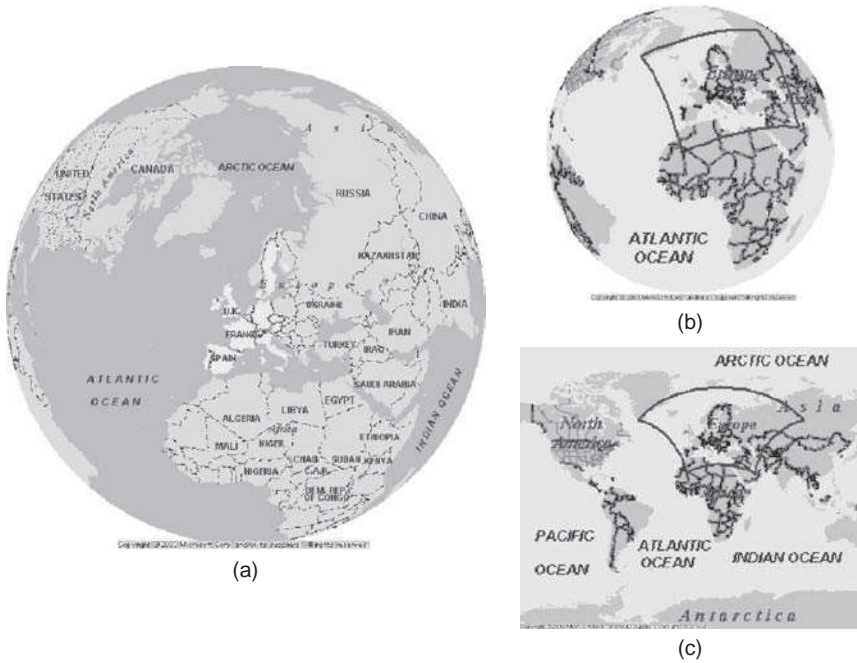 Asia
North America
UNITED
STATES
CANADA
ARCTIC OCEAN
RUSSIA
CHINA
KAZAKHSTAN
Europe
U.K.
UKRAINE
FRANCE
INDIA
SPAIN
TURKEY
IRAN
IRAQ
ATLANTIC
OCEAN
SAUDI ARABIA
ALGERIA
LIBYA
EGYPT
INDIAN OCEAN
Africa
MALI
NIGER
ETHIOPIA
CHAD
SUDAN
NIGERIA
C.A.R.
KENYA
DEM. REP.
OF CONGO
(a)
Europe
ATLANTIC
OCEAN
(b)
ARCTIC OCEAN
Asia
North
America
Europe
PACIFIC
OCEAN
ATLANTIC
OCEAN
INDIAN OCEAN
Antarctica
(c)